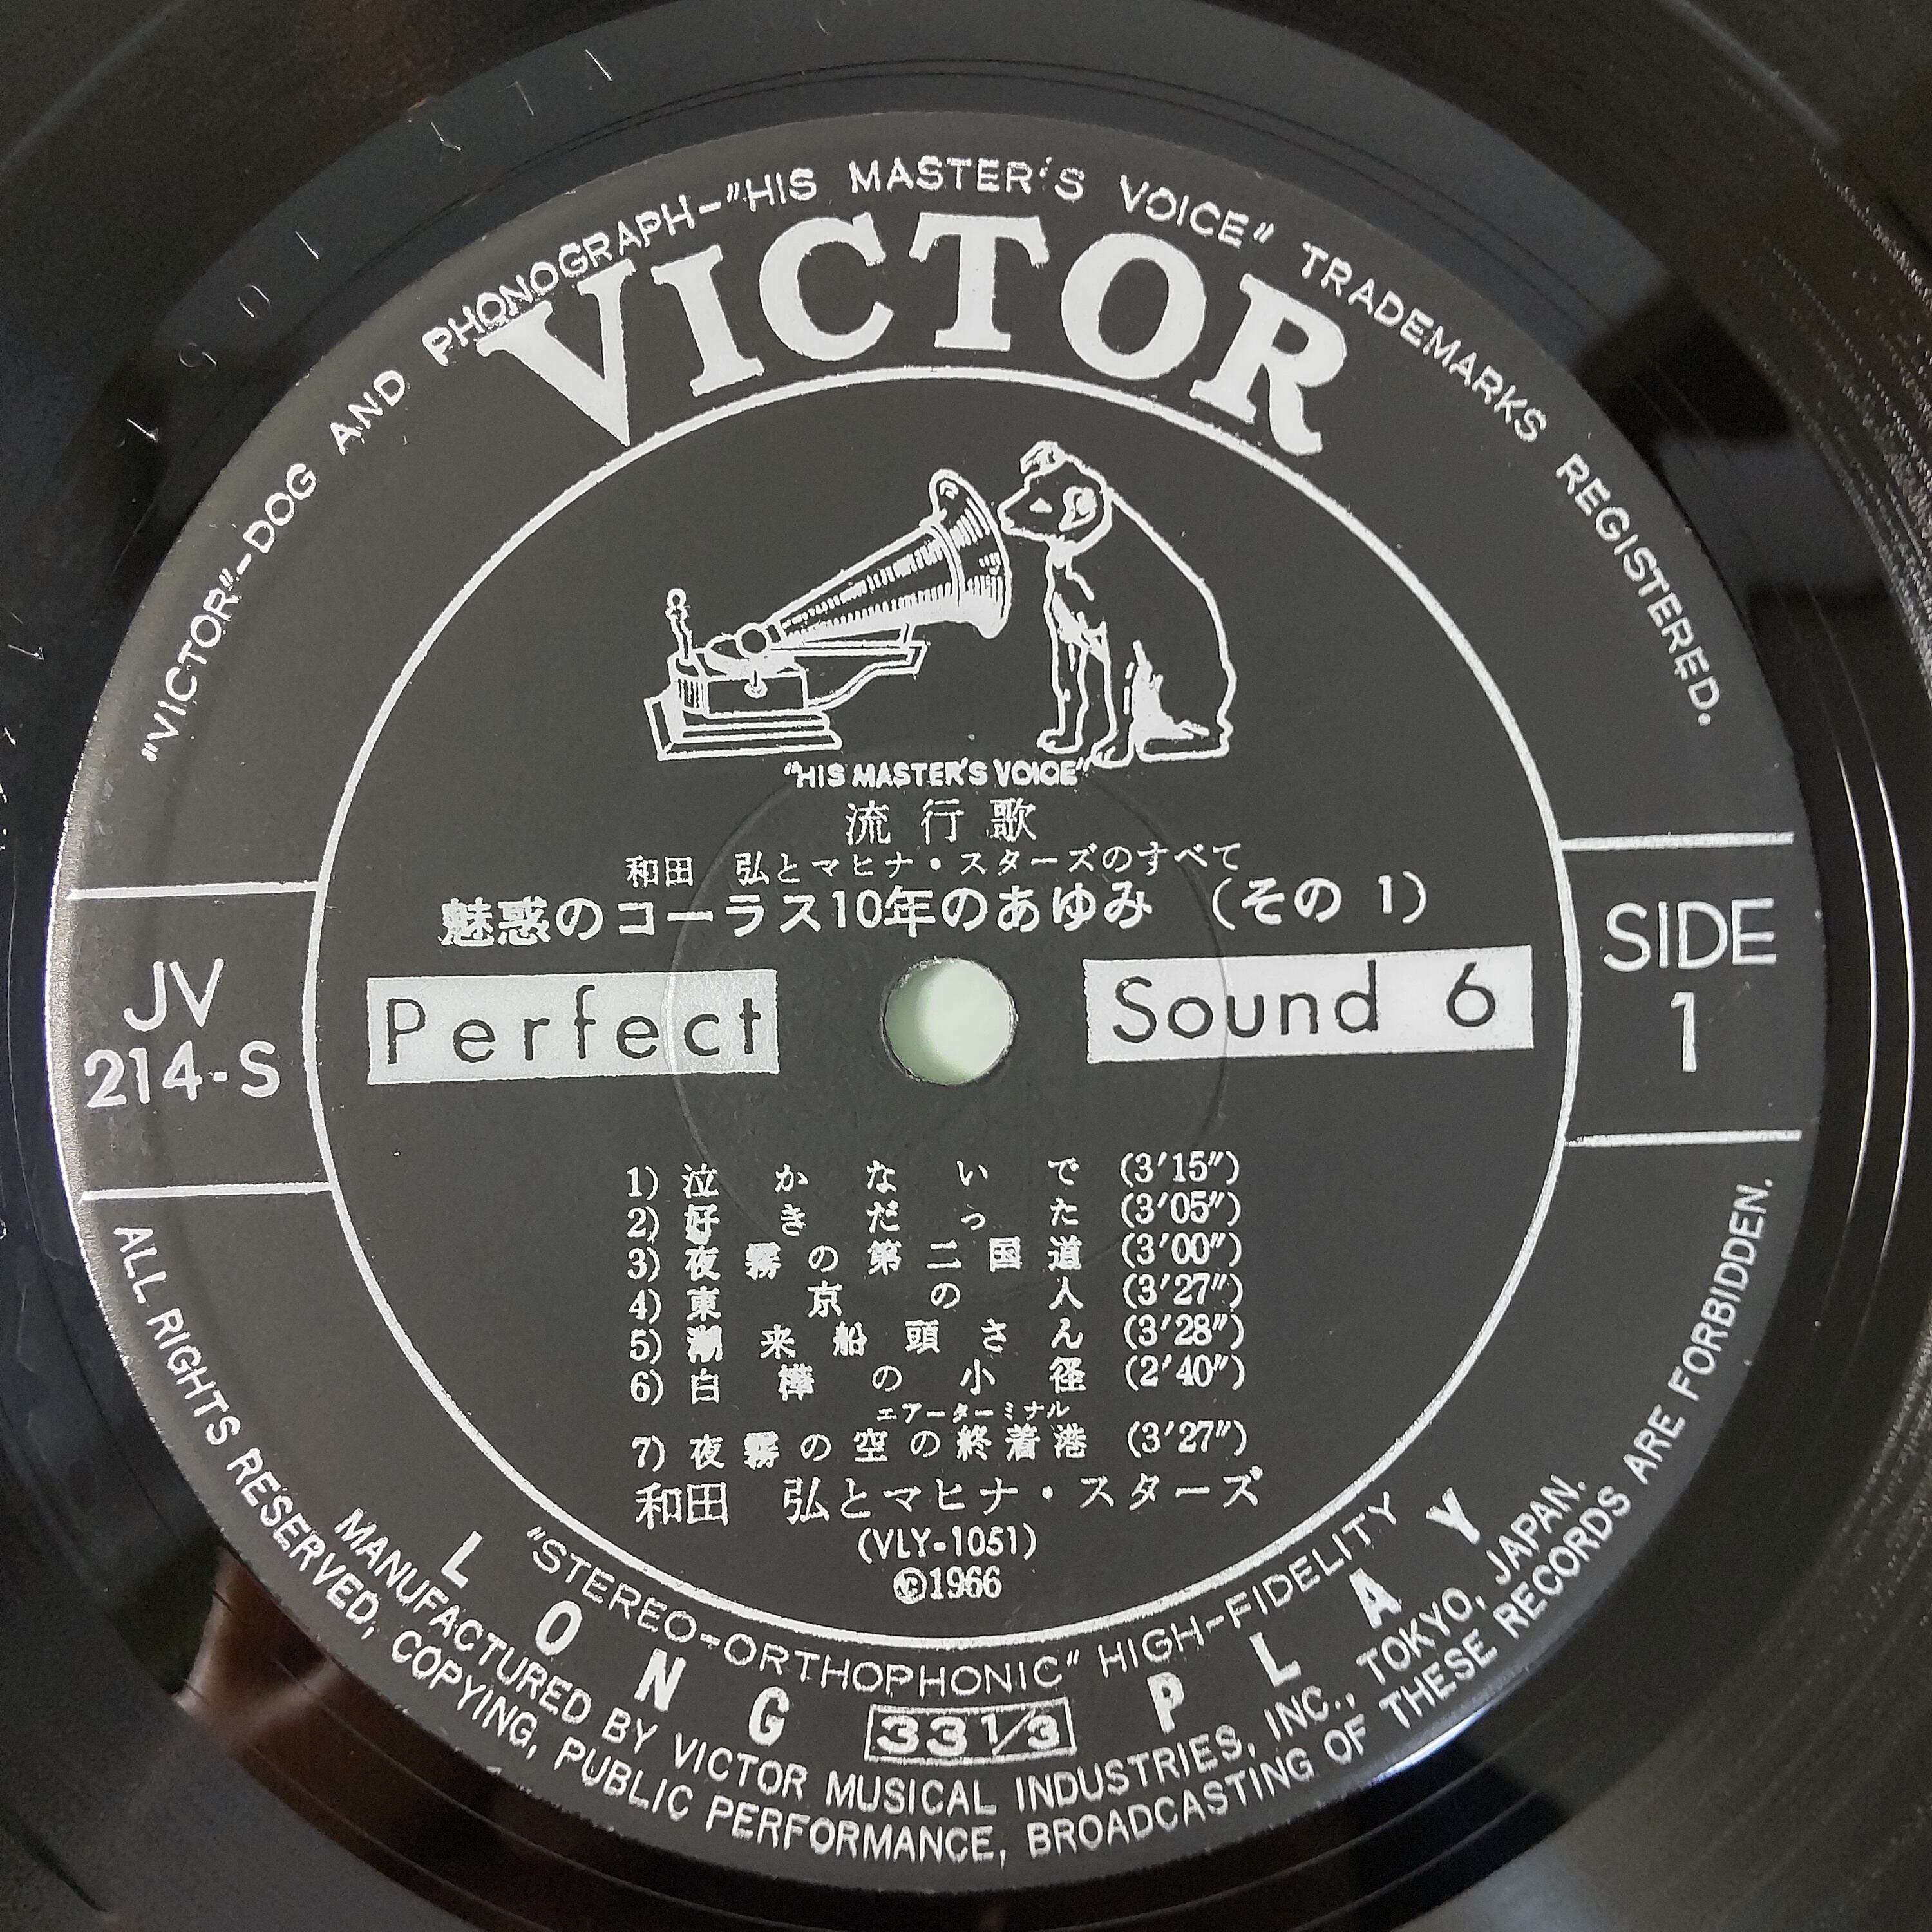 "VICTOR"-DOG AND PHONOGRAPH-"HIS MASTER'S VOICE" TRADEMARKS REGISTERED.
VICTOR
"HIS MASTER'S VOICE"
流行歌
和田 弘とマヒナ・スターズのすべて
魅惑のコーラス10年のあゆみ (その 1)
JV
214-S
Perfect Sound 6
SIDE
1
1) 泣かないで (3′15″)
2) 好きだった (3′05″)
3) 夜霧の第二国道 (3′00″)
4) 東京の人 (3′27″)
5) 潮来船頭さん (3′28″)
6) 白樺の小径 (2′40″)
エアーターミナル
7) 夜霧の空の終着港 (3′27″)
和田 弘とマヒナ・スターズ
(VLY-1051)
Ⓥ1966
"STEREO-ORTHOPHONIC" HIGH-FIDELITY
LONG 33 1/3 PLAY
MANUFACTURED BY VICTOR MUSICAL INDUSTRIES, INC., TOKYO, JAPAN.
ALL RIGHTS RESERVED, COPYING, PUBLIC PERFORMANCE, BROADCASTING OF THESE RECORDS ARE FORBIDDEN.